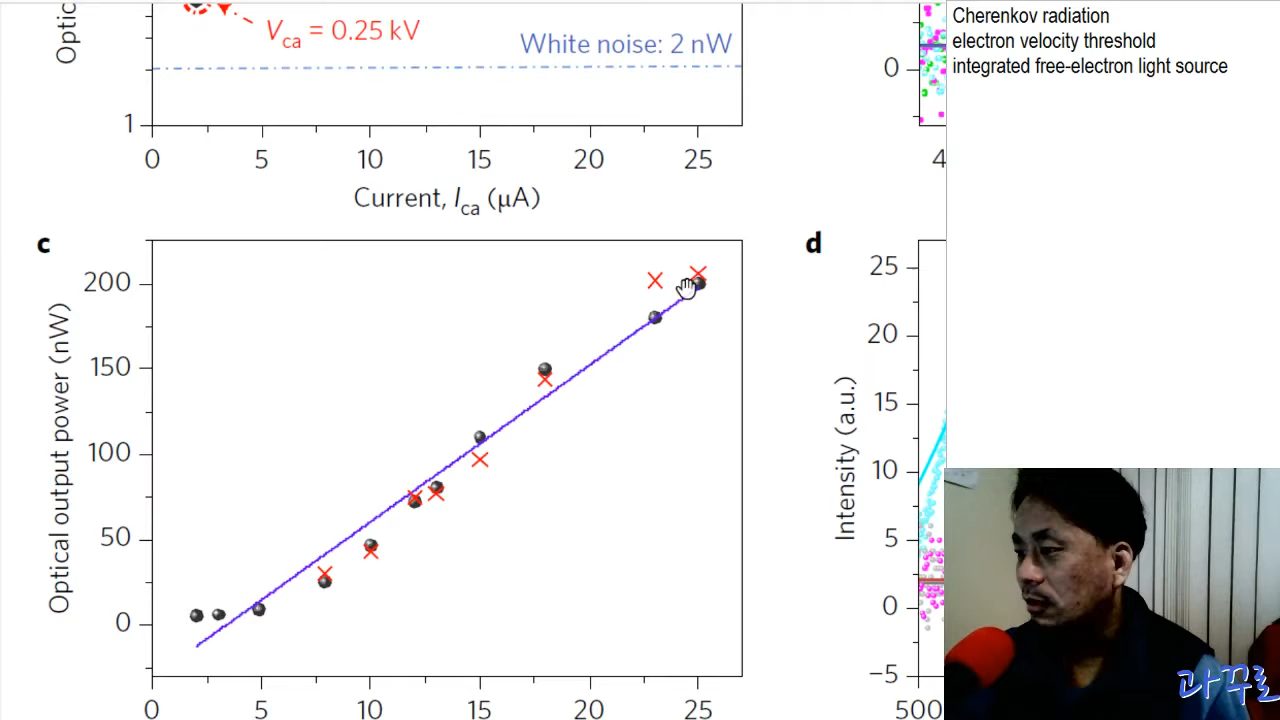 Optic
V_ca = 0.25 kV
White noise: 2 nW
1
0 5 10 15 20 25
Current, I_ca (μA)
0
4
Cherenkov radiation
electron velocity threshold
integrated free-electron light source
c
Optical output power (nW)
200
150
100
50
0
0 5 10 15 20 25
d
Intensity (a.u.)
25
20
15
10
5
0
−5
500
과꾸로